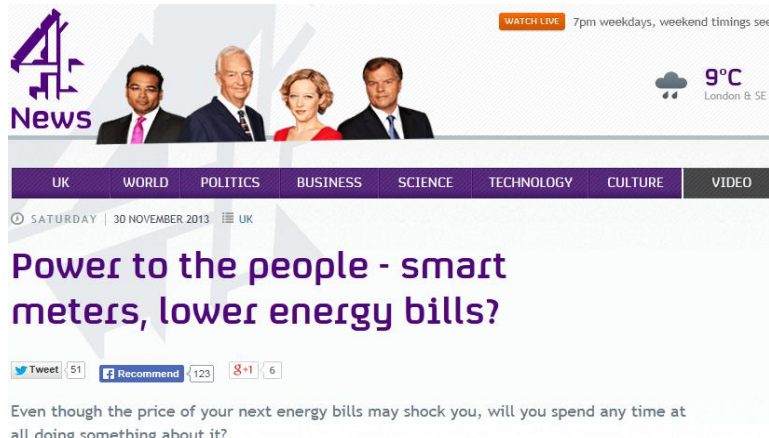 WATCH LIVE 7pm weekdays, weekend timings see
4
News
9°C
London & SE
UK WORLD POLITICS BUSINESS SCIENCE TECHNOLOGY CULTURE VIDEO
SATURDAY | 30 NOVEMBER 2013 UK
Power to the people - smart
meters, lower energy bills?
Tweet 51 Recommend 123 g+1 6
Even though the price of your next energy bills may shock you, will you spend any time at
all doing something about it?